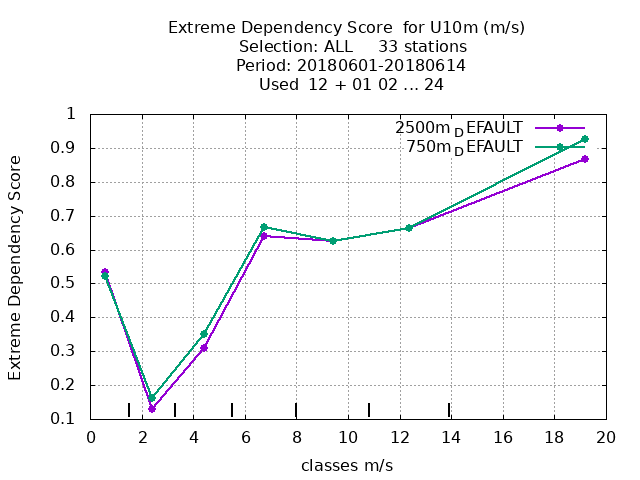 Extreme Dependency Score  for U10m (m/s)
Selection: ALL     33 stations
Period: 20180601-20180614
Used  12 + 01 02 ... 24
2500mDEFAULT
750mDEFAULT
Extreme Dependency Score
1
0.9
0.8
0.7
0.6
0.5
0.4
0.3
0.2
0.1
0 2 4 6 8 10 12 14 16 18 20
classes m/s